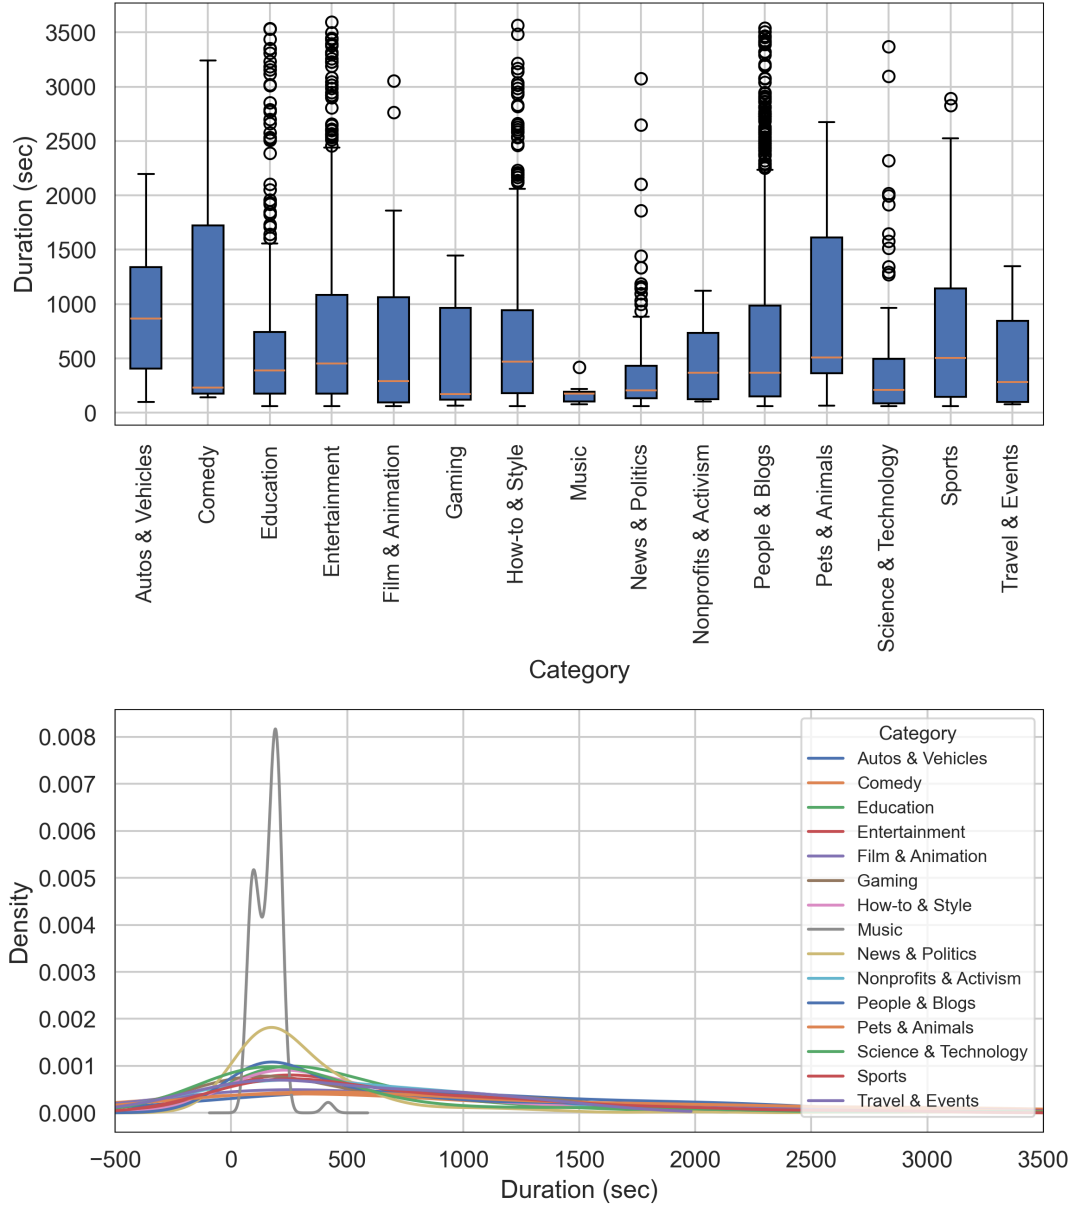 3500
3000
2500
2000
1500
1000
500
0
Duration (sec)
Autos & Vehicles
Comedy
Education
Entertainment
Film & Animation
Gaming
How-to & Style
Music
News & Politics
Nonprofits & Activism
People & Blogs
Pets & Animals
Science & Technology
Sports
Travel & Events
Category
0.008
0.007
0.006
0.005
0.004
0.003
0.002
0.001
0.000
Density
Category
Autos & Vehicles
Comedy
Education
Entertainment
Film & Animation
Gaming
How-to & Style
Music
News & Politics
Nonprofits & Activism
People & Blogs
Pets & Animals
Science & Technology
Sports
Travel & Events
−500 0 500 1000 1500 2000 2500 3000 3500
Duration (sec)